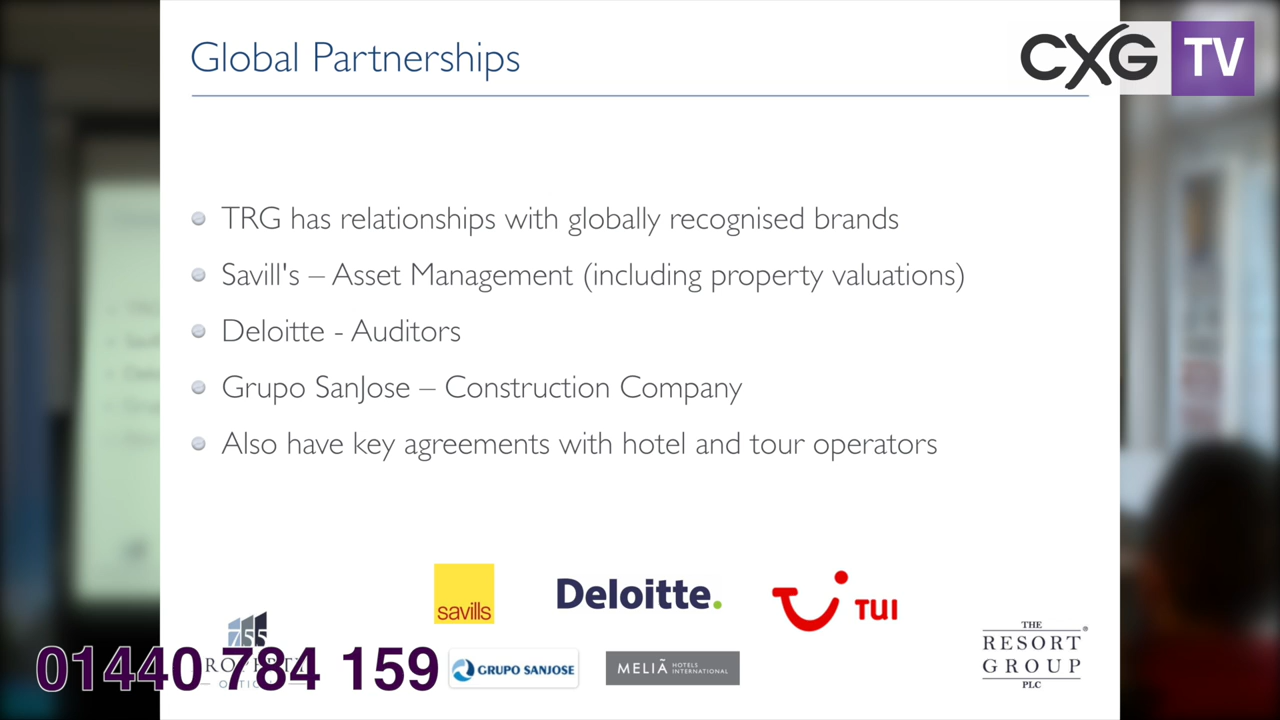 Global Partnerships
CXG TV
TRG has relationships with globally recognised brands
Savill's – Asset Management (including property valuations)
Deloitte - Auditors
Grupo SanJose – Construction Company
Also have key agreements with hotel and tour operators
savills
Deloitte.
TUI
755
01440 784 159
GRUPO SANJOSE
MELIÃ HOTELS INTERNATIONAL
THE
RESORT
GROUP
PLC